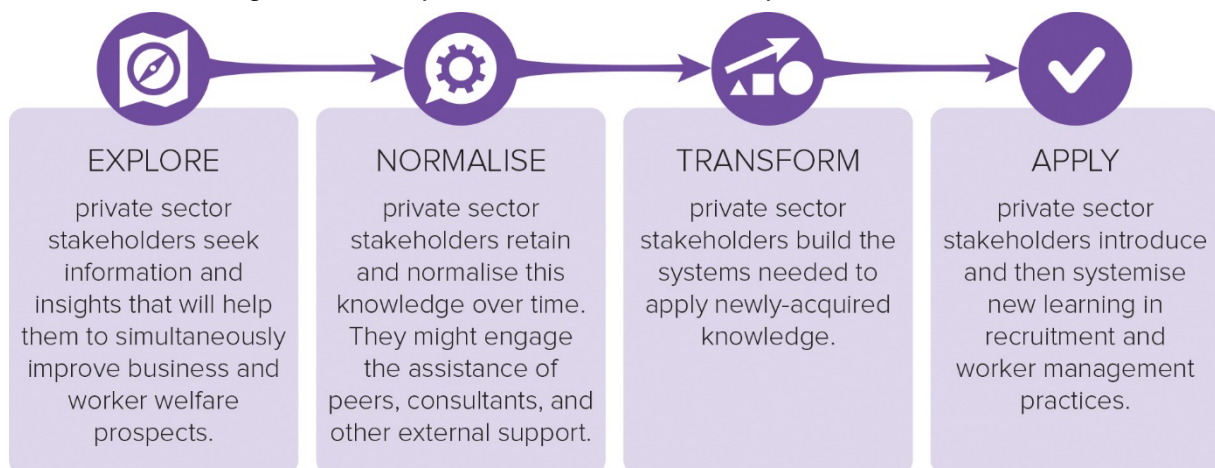 EXPLORE
private sector
stakeholders seek
information and
insights that will help
them to simultaneously
improve business and
worker welfare
prospects.
NORMALISE
private sector
stakeholders retain
and normalise this
knowledge over time.
They might engage
the assistance of
peers, consultants, and
other external support.
TRANSFORM
private sector
stakeholders build the
systems needed to
apply newly-acquired
knowledge.
APPLY
private sector
stakeholders introduce
and then systemise
new learning in
recruitment and
worker management
practices.